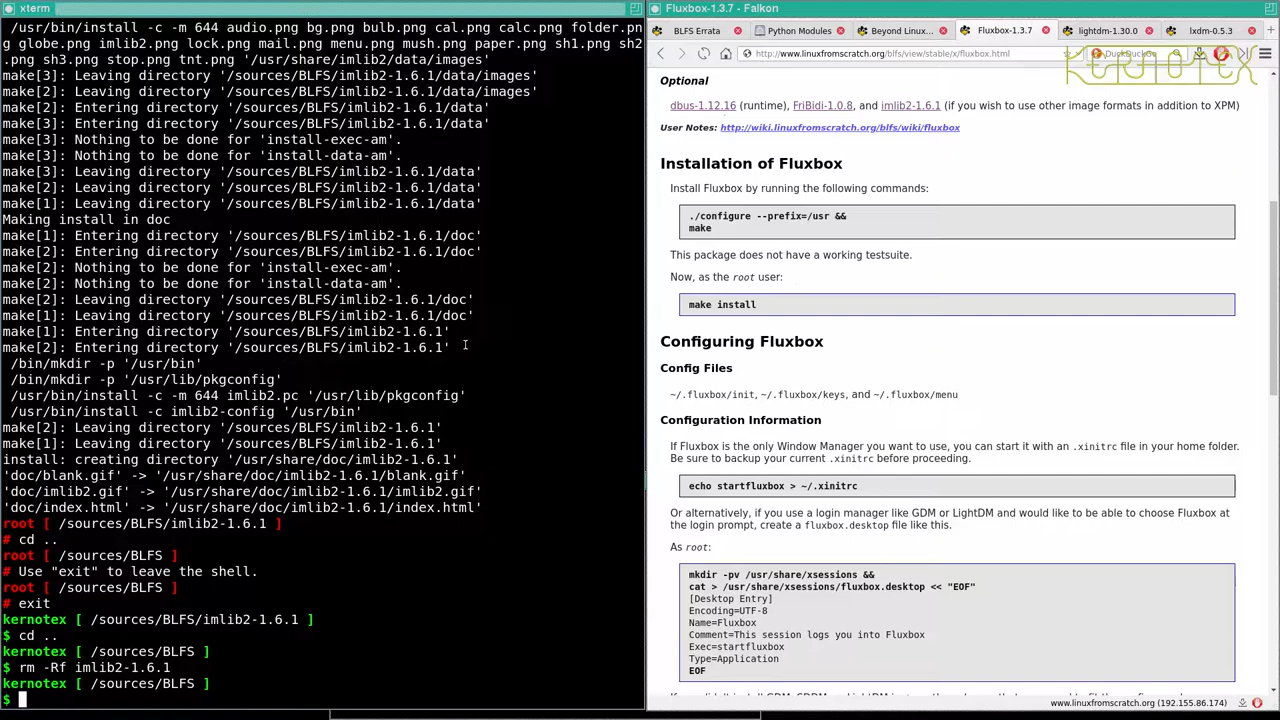 xterm
/usr/bin/install -c -m 644 audio.png bg.png bulb.png cal.png calc.png folder.pn
g globe.png imlib2.png lock.png mail.png menu.png mush.png paper.png sh1.png sh2
.png sh3.png stop.png tnt.png '/usr/share/imlib2/data/images'
make[3]: Leaving directory '/sources/BLFS/imlib2-1.6.1/data/images'
make[2]: Leaving directory '/sources/BLFS/imlib2-1.6.1/data/images'
make[2]: Entering directory '/sources/BLFS/imlib2-1.6.1/data'
make[3]: Entering directory '/sources/BLFS/imlib2-1.6.1/data'
make[3]: Nothing to be done for 'install-exec-am'.
make[3]: Nothing to be done for 'install-data-am'.
make[3]: Leaving directory '/sources/BLFS/imlib2-1.6.1/data'
make[2]: Leaving directory '/sources/BLFS/imlib2-1.6.1/data'
make[1]: Leaving directory '/sources/BLFS/imlib2-1.6.1/data'
Making install in doc
make[1]: Entering directory '/sources/BLFS/imlib2-1.6.1/doc'
make[2]: Entering directory '/sources/BLFS/imlib2-1.6.1/doc'
make[2]: Nothing to be done for 'install-exec-am'.
make[2]: Nothing to be done for 'install-data-am'.
make[2]: Leaving directory '/sources/BLFS/imlib2-1.6.1/doc'
make[1]: Leaving directory '/sources/BLFS/imlib2-1.6.1/doc'
make[1]: Entering directory '/sources/BLFS/imlib2-1.6.1'
make[2]: Entering directory '/sources/BLFS/imlib2-1.6.1'
/bin/mkdir -p '/usr/bin'
/bin/mkdir -p '/usr/lib/pkgconfig'
/usr/bin/install -c -m 644 imlib2.pc '/usr/lib/pkgconfig'
/usr/bin/install -c imlib2-config '/usr/bin'
make[2]: Leaving directory '/sources/BLFS/imlib2-1.6.1'
make[1]: Leaving directory '/sources/BLFS/imlib2-1.6.1'
install: creating directory '/usr/share/doc/imlib2-1.6.1'
'doc/blank.gif' -> '/usr/share/doc/imlib2-1.6.1/blank.gif'
'doc/imlib2.gif' -> '/usr/share/doc/imlib2-1.6.1/imlib2.gif'
'doc/index.html' -> '/usr/share/doc/imlib2-1.6.1/index.html'
root [ /sources/BLFS/imlib2-1.6.1 ]
# cd ..
root [ /sources/BLFS ]
# Use "exit" to leave the shell.
root [ /sources/BLFS ]
# exit
kernotex [ /sources/BLFS/imlib2-1.6.1 ]
$ cd ..
kernotex [ /sources/BLFS ]
$ rm -Rf imlib2-1.6.1
kernotex [ /sources/BLFS ]
$
Fluxbox-1.3.7 - Falkon
BLFS Errata
Python Modules
Beyond Linux…
Fluxbox-1.3.7
lightdm-1.30.0
lxdm-0.5.3
http://www.linuxfromscratch.org/blfs/view/stable/x/fluxbox.html
DuckDuckGo
KERNOTEX
Optional
dbus-1.12.16 (runtime), FriBidi-1.0.8, and imlib2-1.6.1 (if you wish to use other image formats in addition to XPM)
User Notes: http://wiki.linuxfromscratch.org/blfs/wiki/fluxbox
Installation of Fluxbox
Install Fluxbox by running the following commands:
./configure --prefix=/usr &&
make
This package does not have a working testsuite.
Now, as the root user:
make install
Configuring Fluxbox
Config Files
~/.fluxbox/init, ~/.fluxbox/keys, and ~/.fluxbox/menu
Configuration Information
If Fluxbox is the only Window Manager you want to use, you can start it with an .xinitrc file in your home folder.
Be sure to backup your current .xinitrc before proceeding.
echo startfluxbox > ~/.xinitrc
Or alternatively, if you use a login manager like GDM or LightDM and would like to be able to choose Fluxbox at
the login prompt, create a fluxbox.desktop file like this.
As root:
mkdir -pv /usr/share/xsessions &&
cat > /usr/share/xsessions/fluxbox.desktop << "EOF"
[Desktop Entry]
Encoding=UTF-8
Name=Fluxbox
Comment=This session logs you into Fluxbox
Exec=startfluxbox
Type=Application
EOF
www.linuxfromscratch.org (192.155.86.174)